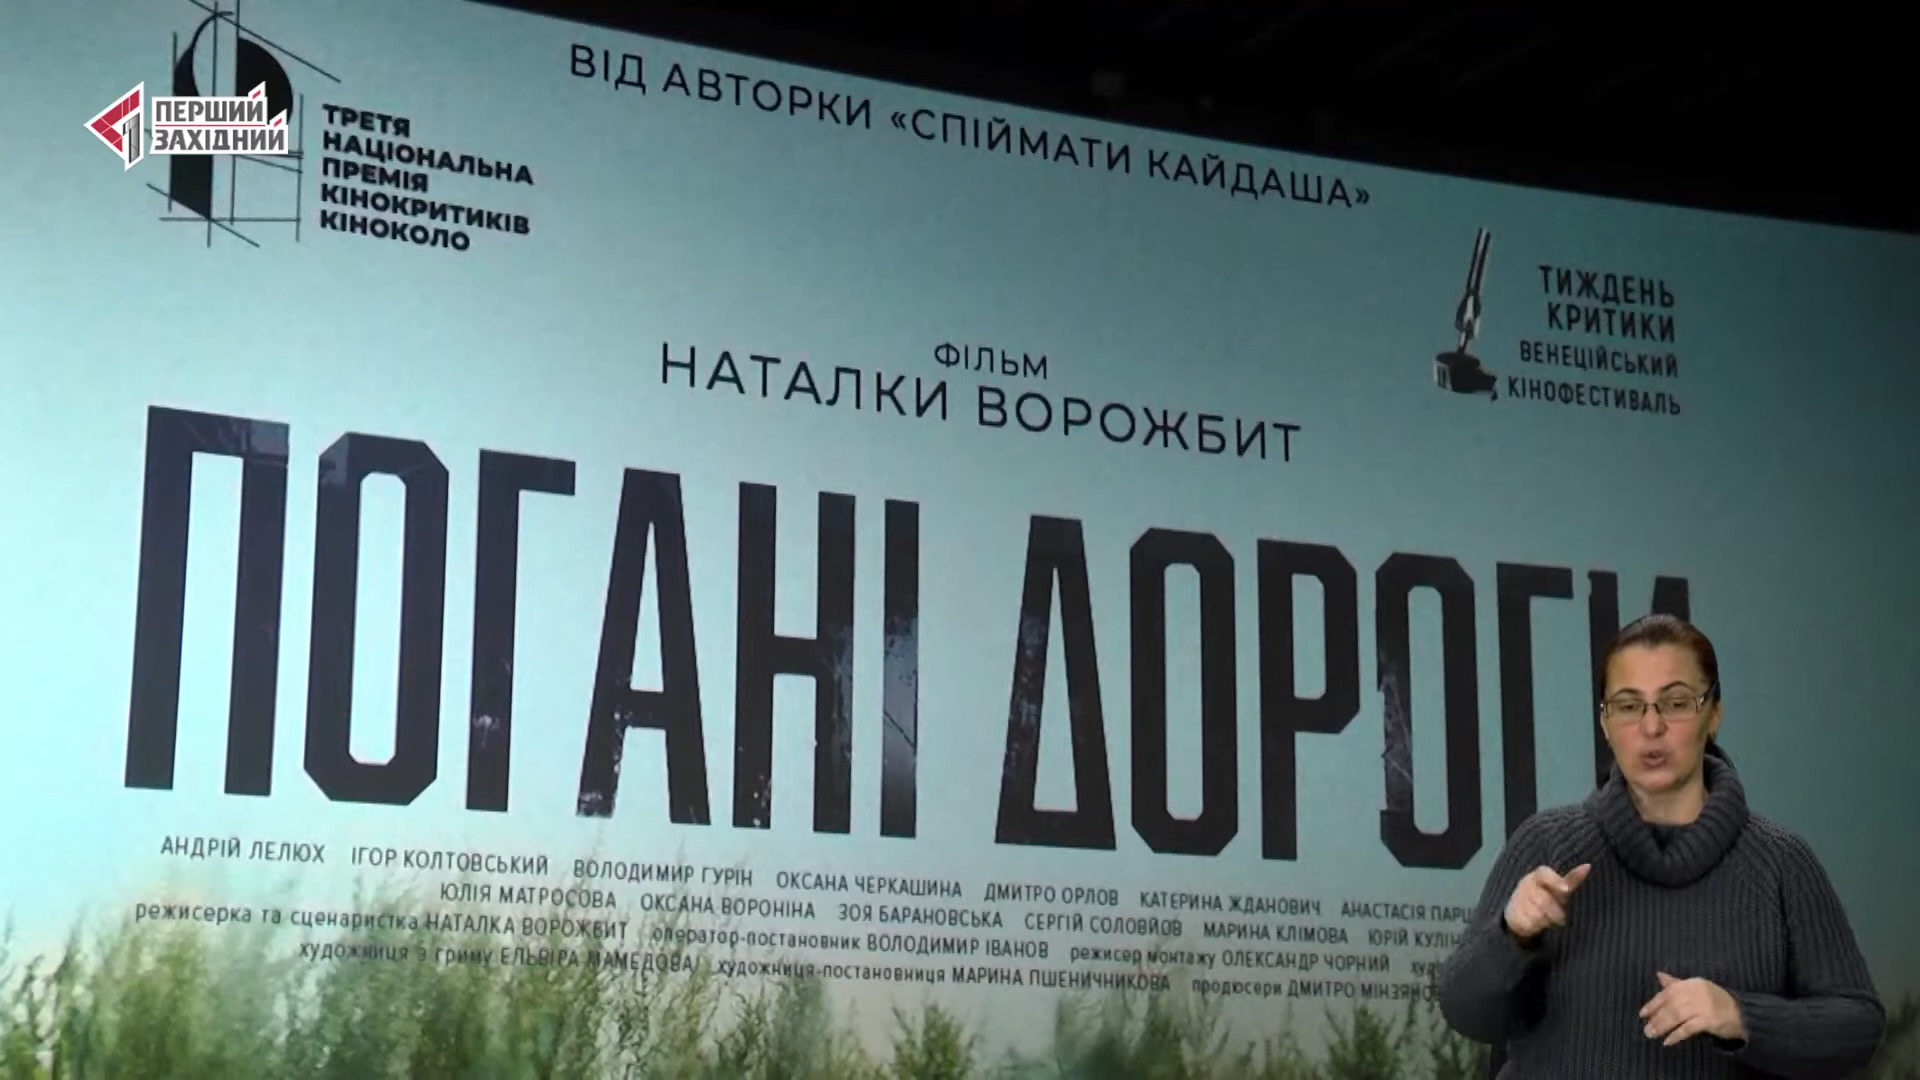 ПЕРШИЙ
ЗАХІДНИЙ
ТРЕТЯ
НАЦІОНАЛЬНА
ПРЕМІЯ
КІНОКРИТИКІВ
КІНОКОЛО
ВІД АВТОРКИ «СПІЙМАТИ КАЙДАША»
ТИЖДЕНЬ
КРИТИКИ
ВЕНЕЦІЙСЬКИЙ
КІНОФЕСТИВАЛЬ
ФІЛЬМ
НАТАЛКИ ВОРОЖБИТ
ПОГАНІ ДОРОГИ
АНДРІЙ ЛЕЛЮХ ІГОР КОЛТОВСЬКИЙ ВОЛОДИМИР ГУРІН ОКСАНА ЧЕРКАШИНА ДМИТРО ОРЛОВ КАТЕРИНА ЖДАНОВИЧ АНАСТАСІЯ
ЮЛІЯ МАТРОСОВА ОКСАНА ВОРОНІНА ЗОЯ БАРАНОВСЬКА СЕРГІЙ СОЛОВЙОВ МАРИНА КЛІМОВА ЮРІЙ
режисерка та сценаристка НАТАЛКА ВОРОЖБИТ оператор-постановник ВОЛОДИМИР ІВАНОВ режисер монтажу ОЛЕКСАНДР ЧОРНИЙ
художниця з гриму ЕЛЬВІРА МАМЕДОВА художниця-постановниця МАРИНА ПШЕНИЧНИКОВА продюсери ДМИТРО